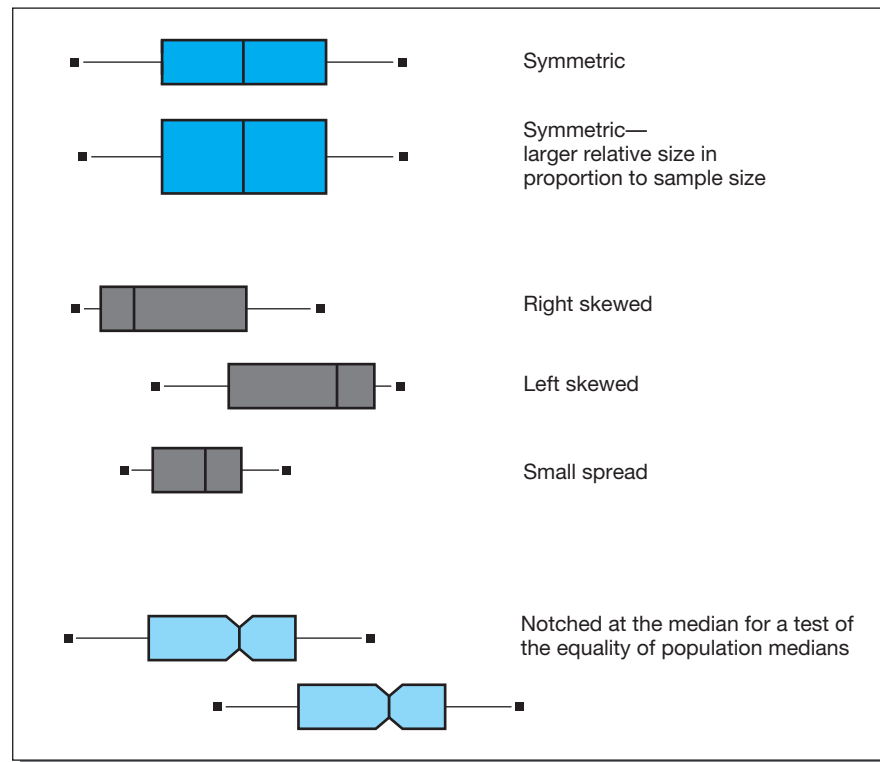 Symmetric
Symmetric—
larger relative size in
proportion to sample size
Right skewed
Left skewed
Small spread
Notched at the median for a test of
the equality of population medians